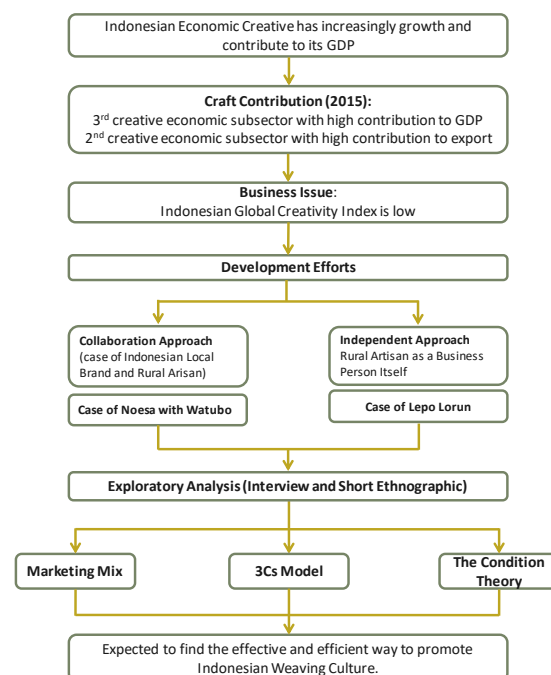 Indonesian Economic Creative has increasingly growth and
contribute to its GDP
Craft Contribution (2015):
3rd creative economic subsector with high contribution to GDP
2nd creative economic subsector with high contribution to export
Business Issue:
Indonesian Global Creativity Index is low
Development Efforts
Collaboration Approach
(case of Indonesian Local
Brand and Rural Arisan)
Independent Approach
Rural Artisan as a Business
Person Itself
Case of Noesa with Watubo
Case of Lepo Lorun
Exploratory Analysis (Interview and Short Ethnographic)
Marketing Mix
3Cs Model
The Condition
Theory
Expected to find the effective and efficient way to promote
Indonesian Weaving Culture.